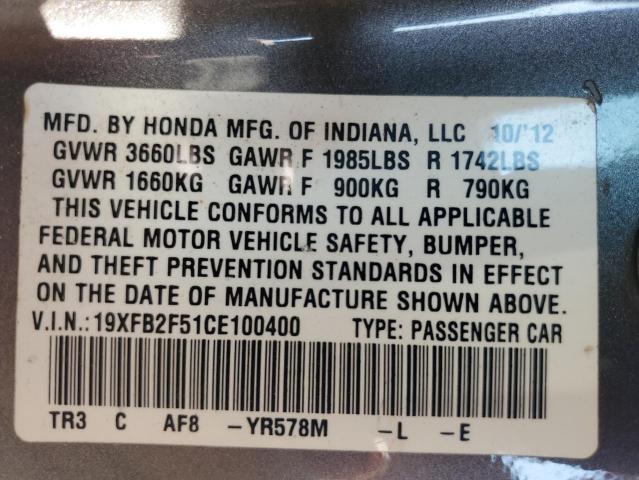 MFD. BY HONDA MFG. OF INDIANA, LLC 10/'12
GVWR 3660LBS GAWR F 1985LBS R 1742LBS
GVWR 1660KG GAWR F 900KG R 790KG
THIS VEHICLE CONFORMS TO ALL APPLICABLE
FEDERAL MOTOR VEHICLE SAFETY, BUMPER,
AND THEFT PREVENTION STANDARDS IN EFFECT
ON THE DATE OF MANUFACTURE SHOWN ABOVE.
V.I.N.:19XFB2F51CE100400 TYPE: PASSENGER CAR
TR3 C AF8 -YR578M -L -E